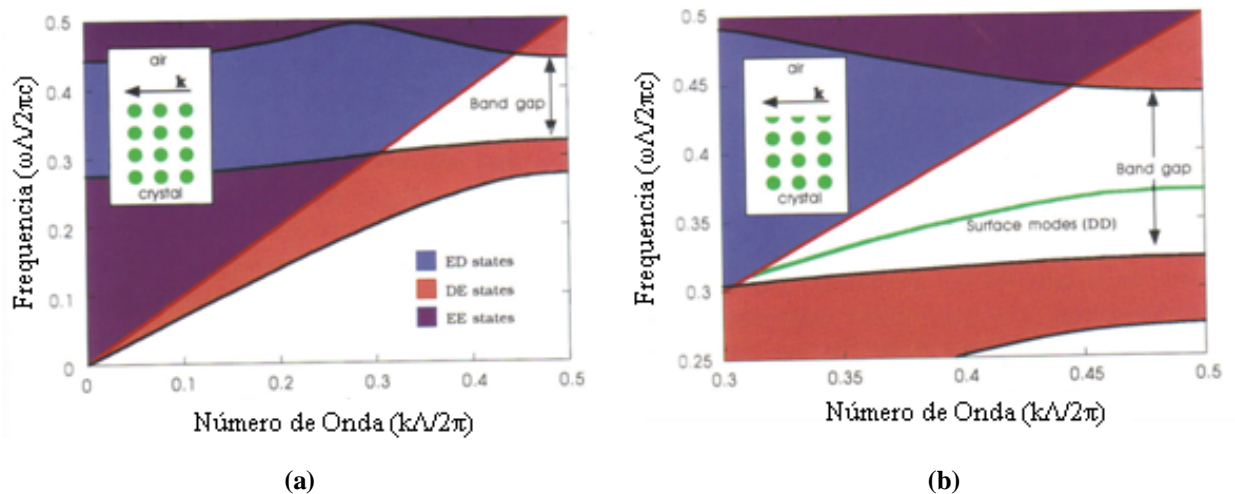 Frequencia (ωΛ/2πc)
0.5
0.4
0.3
0.2
0.1
0
air
k
crystal
Band gap
ED states
DE states
EE states
0
0.1
0.2
0.3
0.4
0.5
Número de Onda (kΛ/2π)
(a)
Frequencia (ωΛ/2πc)
0.5
0.45
0.4
0.35
0.3
0.25
air
k
crystal
Band gap
Surface modes (DD)
0.3
0.35
0.4
0.45
0.5
Número de Onda (kΛ/2π)
(b)